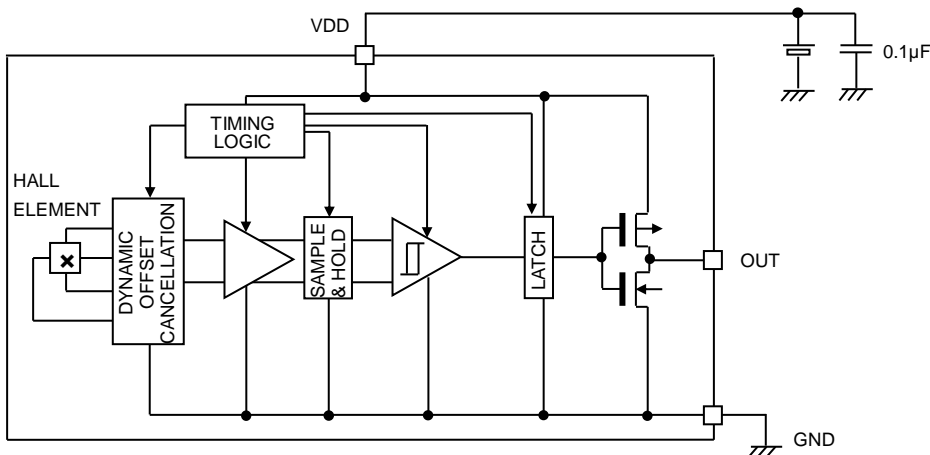 VDD
0.1µF
TIMING
LOGIC
HALL
ELEMENT
DYNAMIC
OFFSET
CANCELLATION
SAMPLE
& HOLD
LATCH
OUT
GND